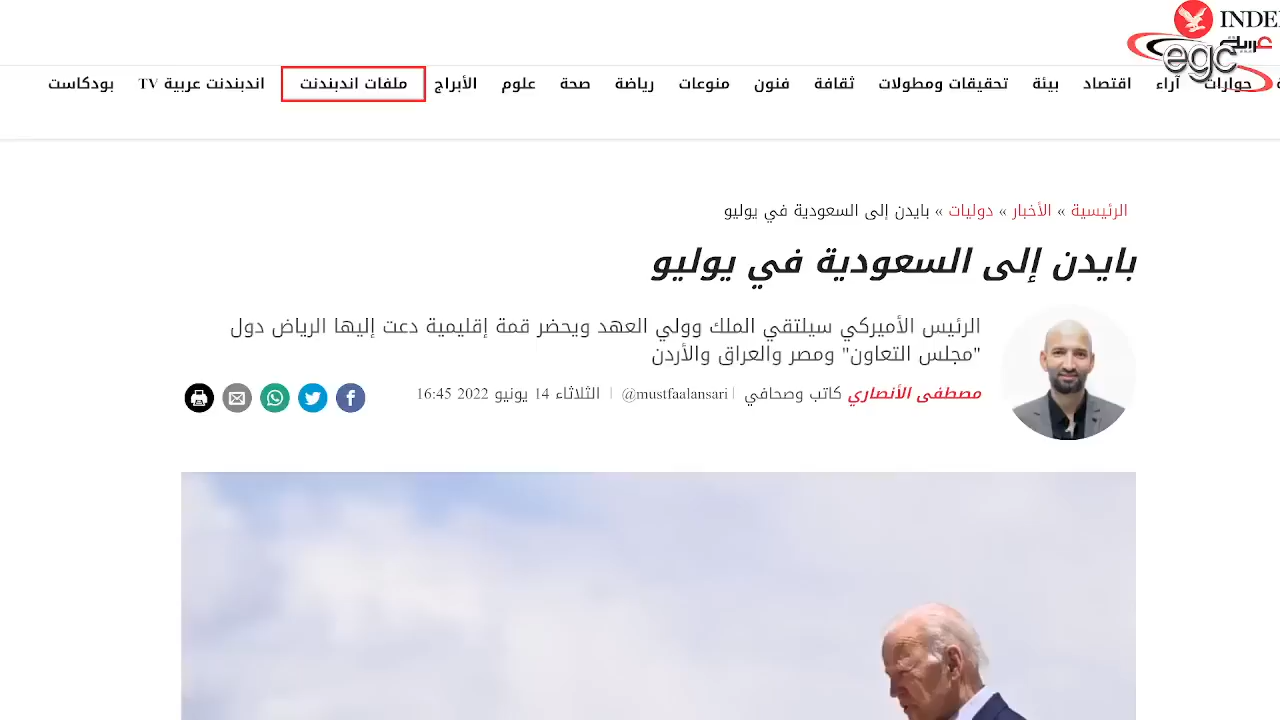 INDE
عربية
egc
حوارات آراء اقتصاد بيئة تحقيقات ومطولات ثقافة فنون منوعات رياضة صحة علوم الأبراج ملفات اندبندنت اندبندنت عربية TV بودكاست
الرئيسية » الأخبار » دوليات » بايدن إلى السعودية في يوليو
بايدن إلى السعودية في يوليو
الرئيس الأميركي سيلتقي الملك وولي العهد ويحضر قمة إقليمية دعت إليها الرياض دول
"مجلس التعاون" ومصر والعراق والأردن
مصطفى الأنصاري كاتب وصحافي | @mustfaalansari | الثلاثاء 14 يونيو 2022 16:45